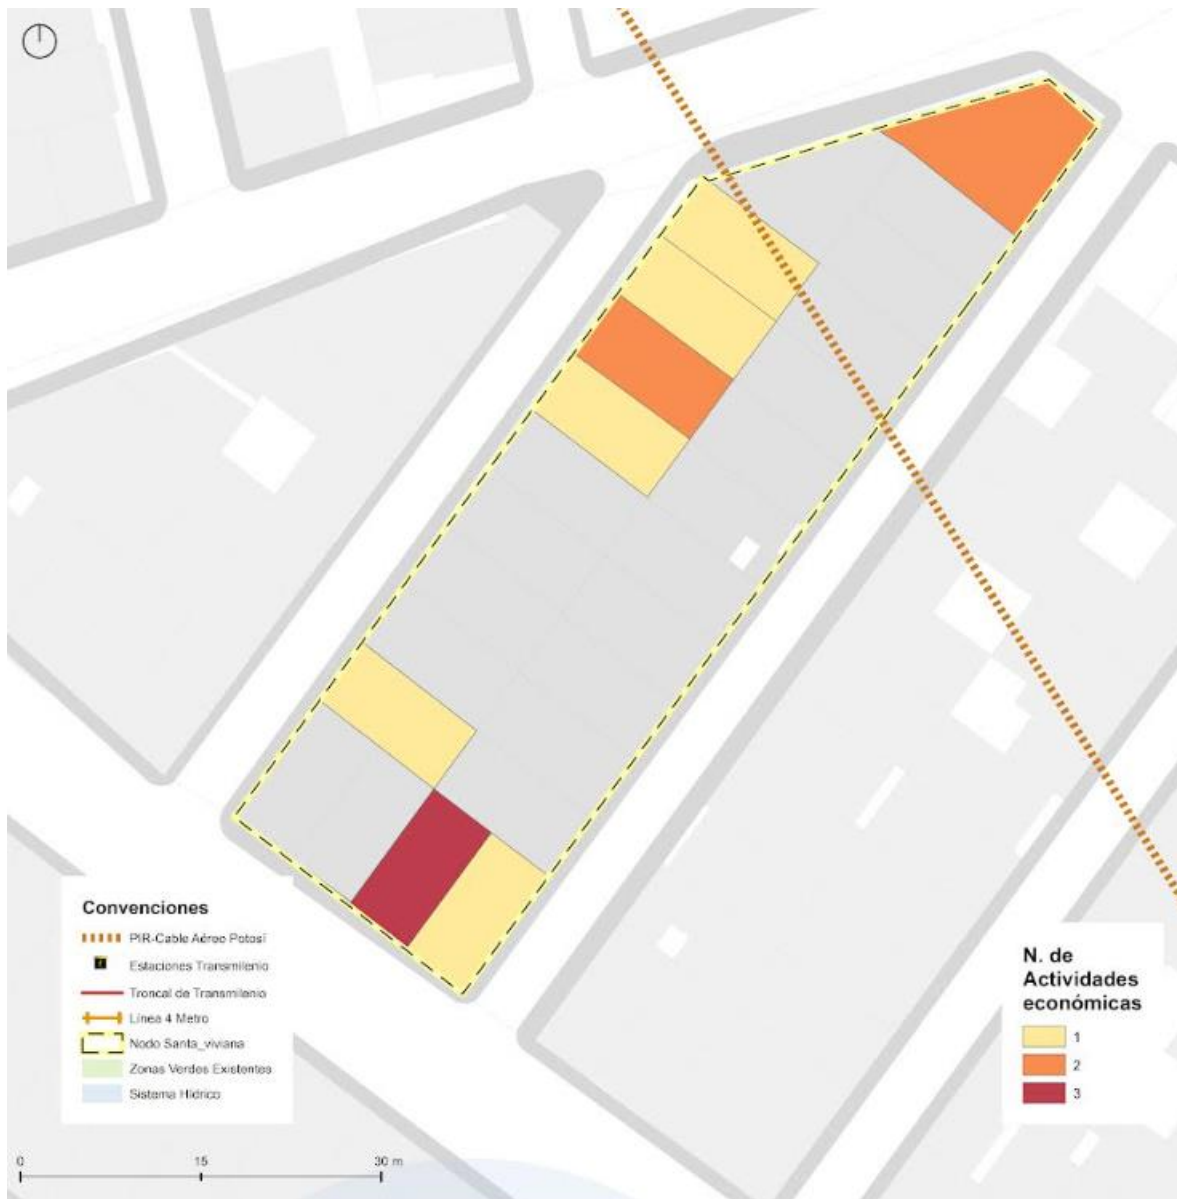 Convenciones
PIR-Cable Aéreo Potosí
Estaciones Transmilenio
Troncal de Transmilenio
Línea 4 Metro
Nodo Santa_viviana
Zonas Verdes Existentes
Sistema Hídrico
0 15 30 m
N. de
Actividades
económicas
1
2
3